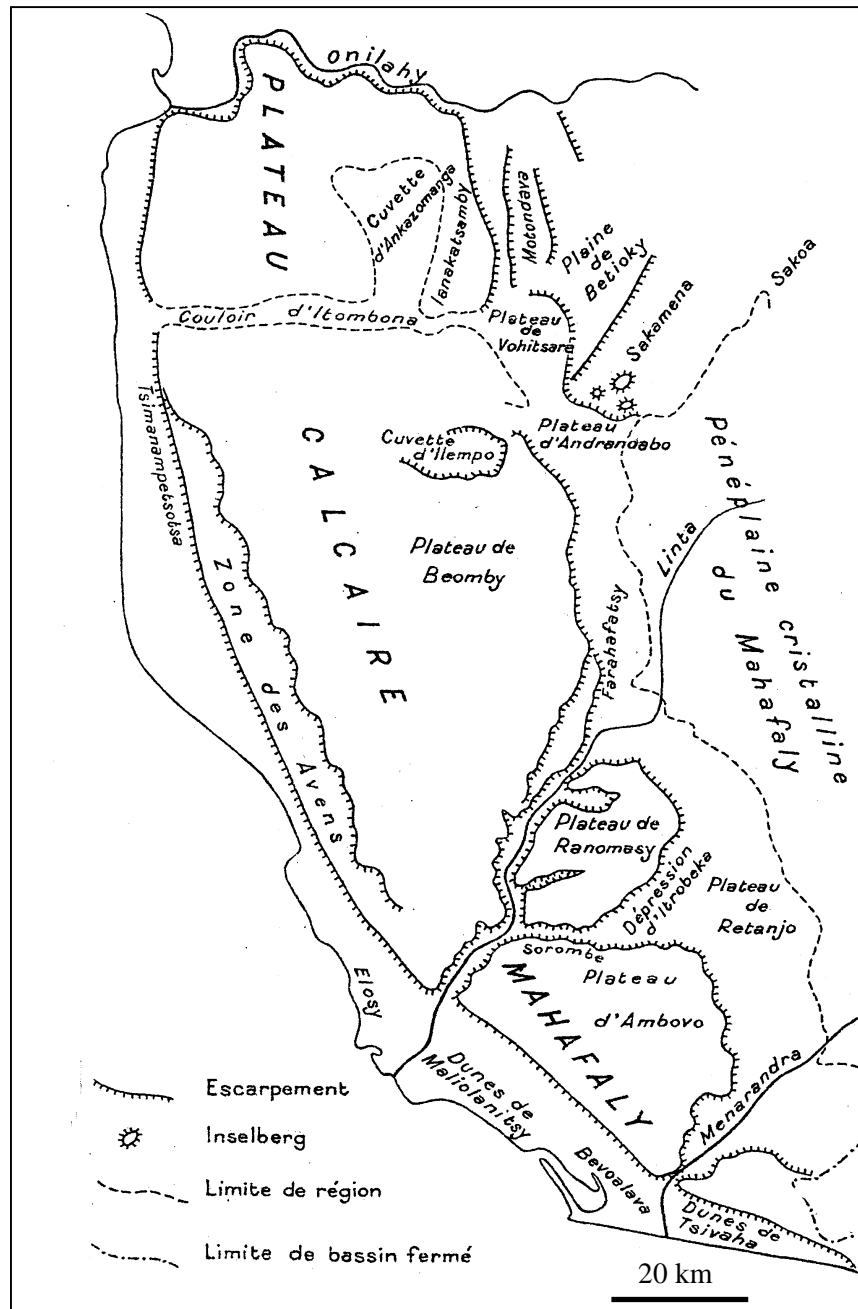 Onilahy
PLATEAU
Cuvette
d'Ankazomanga
Ianakatsamby
Motondava
Plaine
de
Betioky
Sakoa
Sakamena
Couloir d'Itombona
Plateau
de
Vohitsara
Plateau
d'Andranoabo
Tsimanampetsotsa
Cuvette
d'Ilempo
CALCAIRE
Plateau de
Beomby
Zone des Avens
Linta
Farahafatsy
Pénéplaine cristalline
du Mahafaly
Plateau de
Ranomasy
Dépression
d'Itrobeka
Plateau
de
Retanjo
Sorombe
MAHAFALY
Plateau
d'Ambovo
Elosy
Dunes de
Maliolanitsy
Menarandra
Bevoalava
Dunes de
Tsivaha
Escarpement
Inselberg
Limite de région
Limite de bassin fermé
20 km